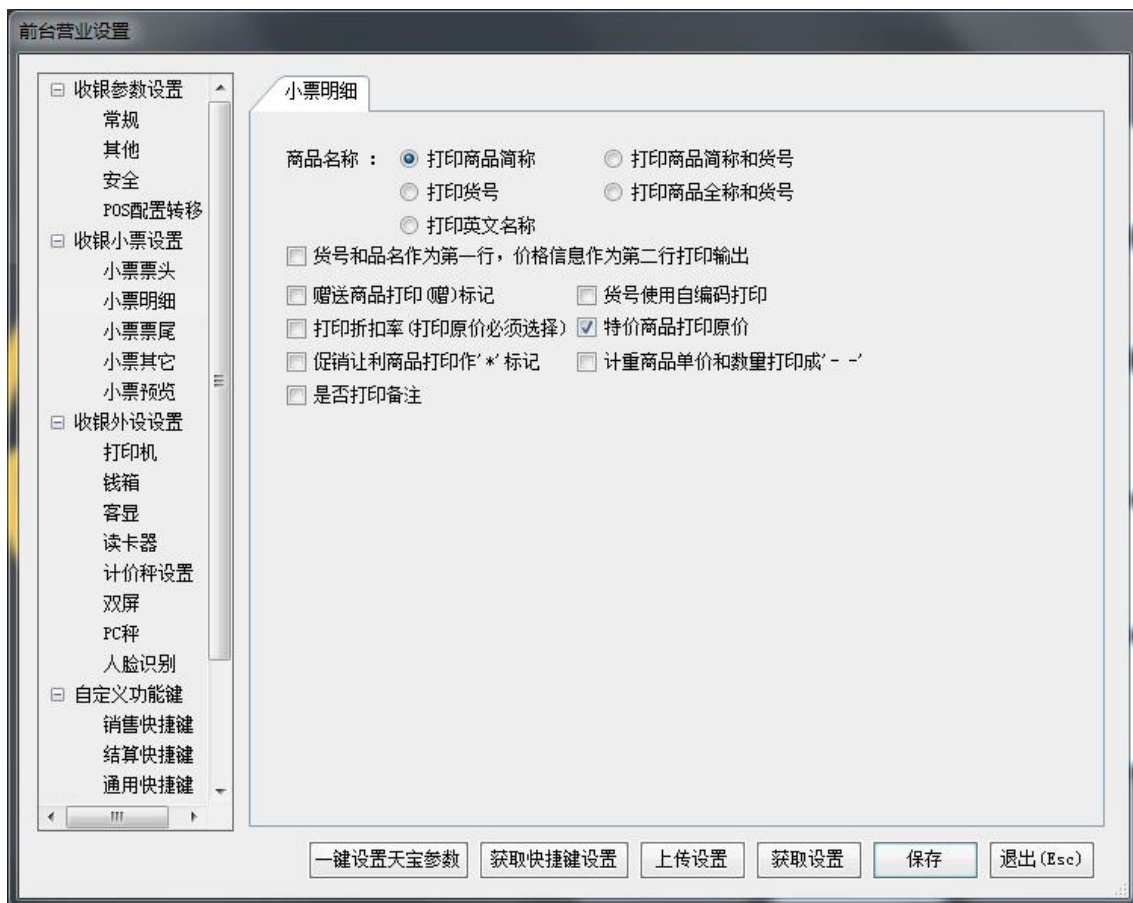 前台营业设置
收银参数设置
常规
其他
安全
POS配置转移
收银小票设置
小票票头
小票明细
小票票尾
小票其它
小票预览
收银外设设置
打印机
钱箱
客显
读卡器
计价秤设置
双屏
PC秤
人脸识别
自定义功能键
销售快捷键
结算快捷键
通用快捷键
小票明细
商品名称： 打印商品简称 打印商品简称和货号
打印货号 打印商品全称和货号
打印英文名称
货号和品名作为第一行，价格信息作为第二行打印输出
赠送商品打印(赠)标记 货号使用自编码打印
打印折扣率(打印原价必须选择) 特价商品打印原价
促销让利商品打印作'*'标记 计重商品单价和数量打印成'- -'
是否打印备注
一键设置天宝参数 获取快捷键设置 上传设置 获取设置 保存 退出(Esc)